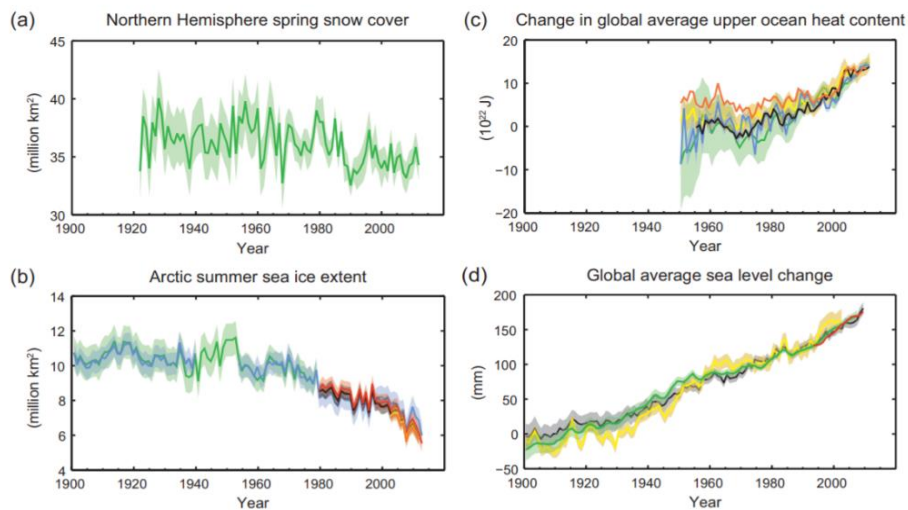 (a) Northern Hemisphere spring snow cover
45
40
35
30
(million km²)
1900 1920 1940 1960 1980 2000
Year
(b) Arctic summer sea ice extent
14
12
10
8
6
4
(million km²)
1900 1920 1940 1960 1980 2000
Year
(c) Change in global average upper ocean heat content
20
10
0
−10
−20
(10²² J)
1900 1920 1940 1960 1980 2000
Year
(d) Global average sea level change
200
150
100
50
0
−50
(mm)
1900 1920 1940 1960 1980 2000
Year